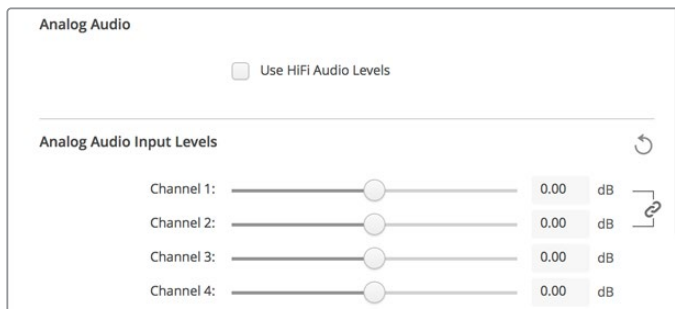 Analog Audio
Use HiFi Audio Levels
Analog Audio Input Levels
Channel 1: 0.00 dB
Channel 2: 0.00 dB
Channel 3: 0.00 dB
Channel 4: 0.00 dB